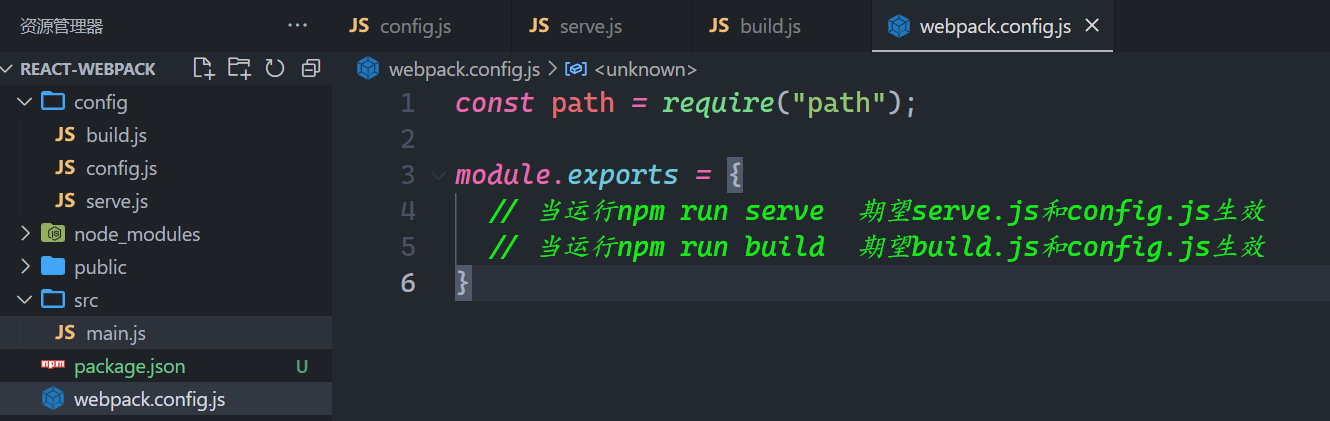 资源管理器 ···
REACT-WEBPACK
config
JS build.js
JS config.js
JS serve.js
node_modules
public
src
JS main.js
npm package.json U
webpack.config.js
JS config.js JS serve.js JS build.js webpack.config.js
webpack.config.js > <unknown>
1 const path = require("path");
2
3 module.exports = {
4 // 当运行npm run serve 期望serve.js和config.js生效
5 // 当运行npm run build 期望build.js和config.js生效
6 }